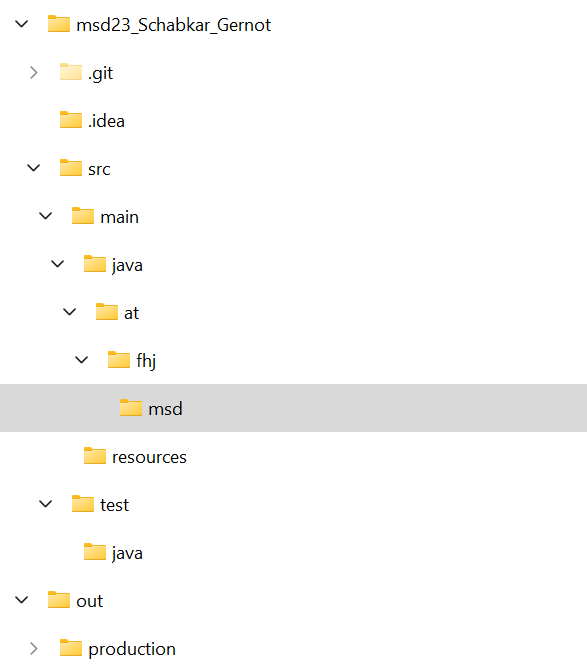 msd23_Schabkar_Gernot
.git
.idea
src
main
java
at
fhj
msd
resources
test
java
out
production